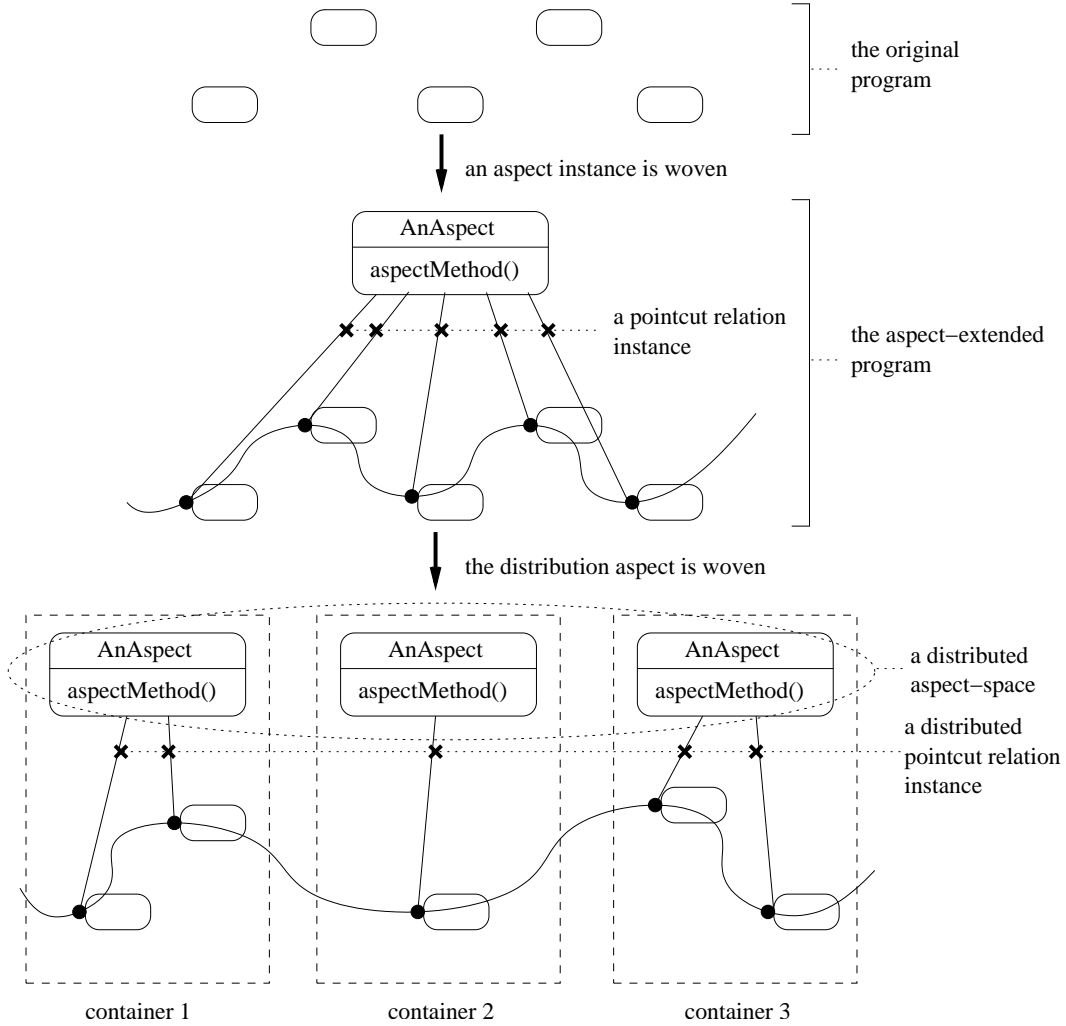 the original
program
an aspect instance is woven
AnAspect
aspectMethod()
a pointcut relation
instance
the aspect−extended
program
the distribution aspect is woven
AnAspect
aspectMethod()
AnAspect
aspectMethod()
AnAspect
aspectMethod()
a distributed
aspect−space
a distributed
pointcut relation
instance
container 1
container 2
container 3